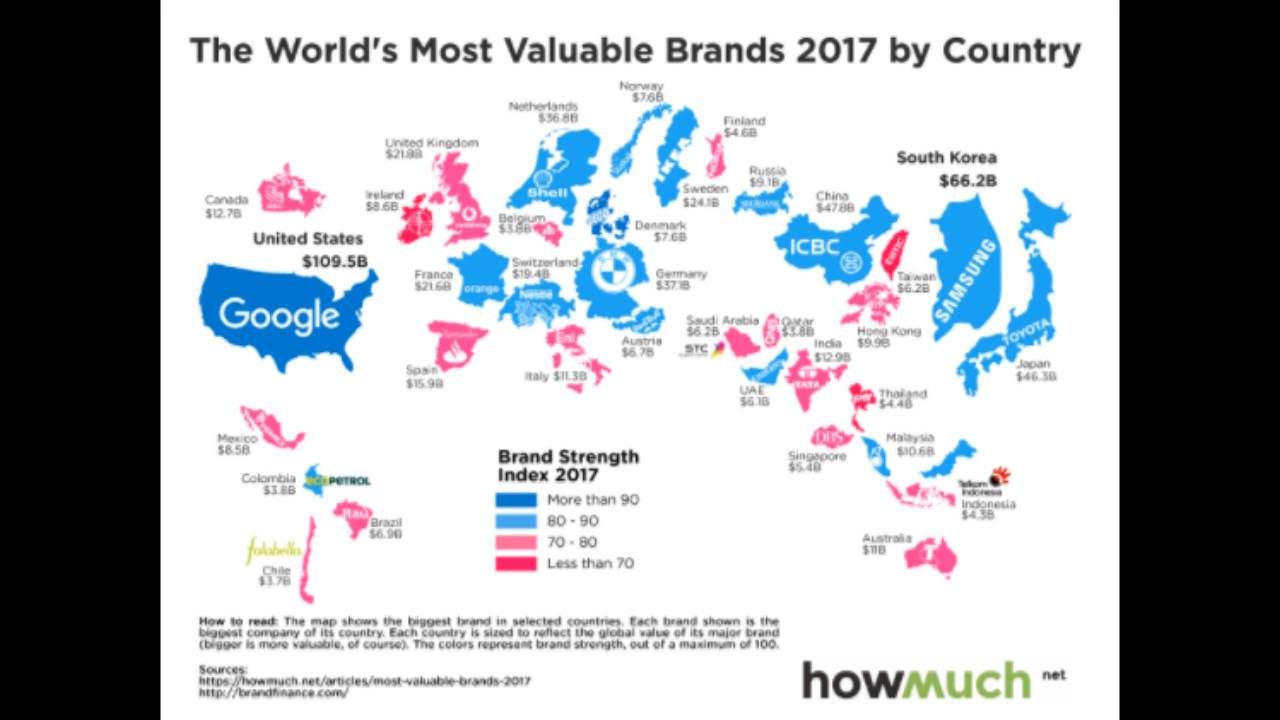 The World's Most Valuable Brands 2017 by Country
Norway
$7.6B
Netherlands
$36.8B
Finland
$4.6B
United Kingdom
$21.8B
South Korea
$66.2B
Russia
$9.1B
Canada
$12.7B
Ireland
$8.6B
Shell
Sweden
$24.1B
China
$47.8B
vodafone
Belgium
$3.8B
Denmark
$7.6B
United States
$109.5B
ICBC
SAMSUNG
France
$21.6B
orange
Switzerland
$19.4B
Nestle
BMW
Germany
$37.1B
Taiwan
$6.2B
Google
Saudi Arabia
$6.2B
STC
Qatar
$3.8B
Hong Kong
$9.9B
TOYOTA
Japan
$46.3B
Santander
Eni
Austria
$6.7B
India
$12.9B
TATA
Spain
$15.9B
Italy $11.3B
UAE
$6.1B
ptt
Thailand
$4.4B
Mexico
$8.5B
DBS
Singapore
$5.4B
Malaysia
$10.6B
Colombia
$3.8B
ECOPETROL
Telkom
Indonesia
Indonesia
$4.3B
Itaú
Brazil
$6.9B
falabella.
Chile
$3.7B
Australia
$11B
T
Brand Strength
Index 2017
More than 90
80 - 90
70 - 80
Less than 70
How to read: The map shows the biggest brand in selected countries. Each brand shown is the
biggest company of its country. Each country is sized to reflect the global value of its major brand
(bigger is more valuable, of course). The colors represent brand strength, out of a maximum of 100.
Sources:
https://howmuch.net/articles/most-valuable-brands-2017
http://brandfinance.com/
howmuch net